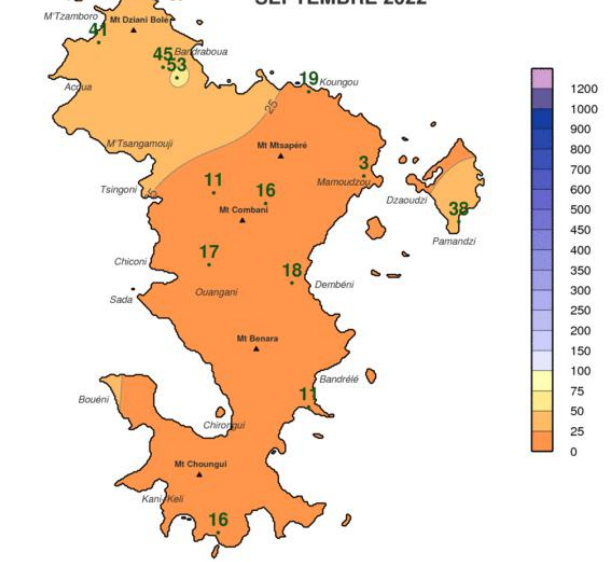 SEPTEMBRE 2022
M'Tzamboro
Mt Dziani Bolé
41
45
Bandraboua
53
Acoua
19
Koungou
25
M'Tsangamouji
Mt Mtsapéré
3
Mamoudzou
Tsingoni
11
16
Dzaoudzi
38
Mt Combani
Pamandzi
17
Chiconi
18
Dembéni
Ouangani
Sada
Mt Benara
Bandrélé
11
Bouéni
Chirongui
Mt Choungui
Kani-Keli
16
1200
1000
900
800
700
600
500
450
400
350
300
250
200
150
100
75
50
25
0